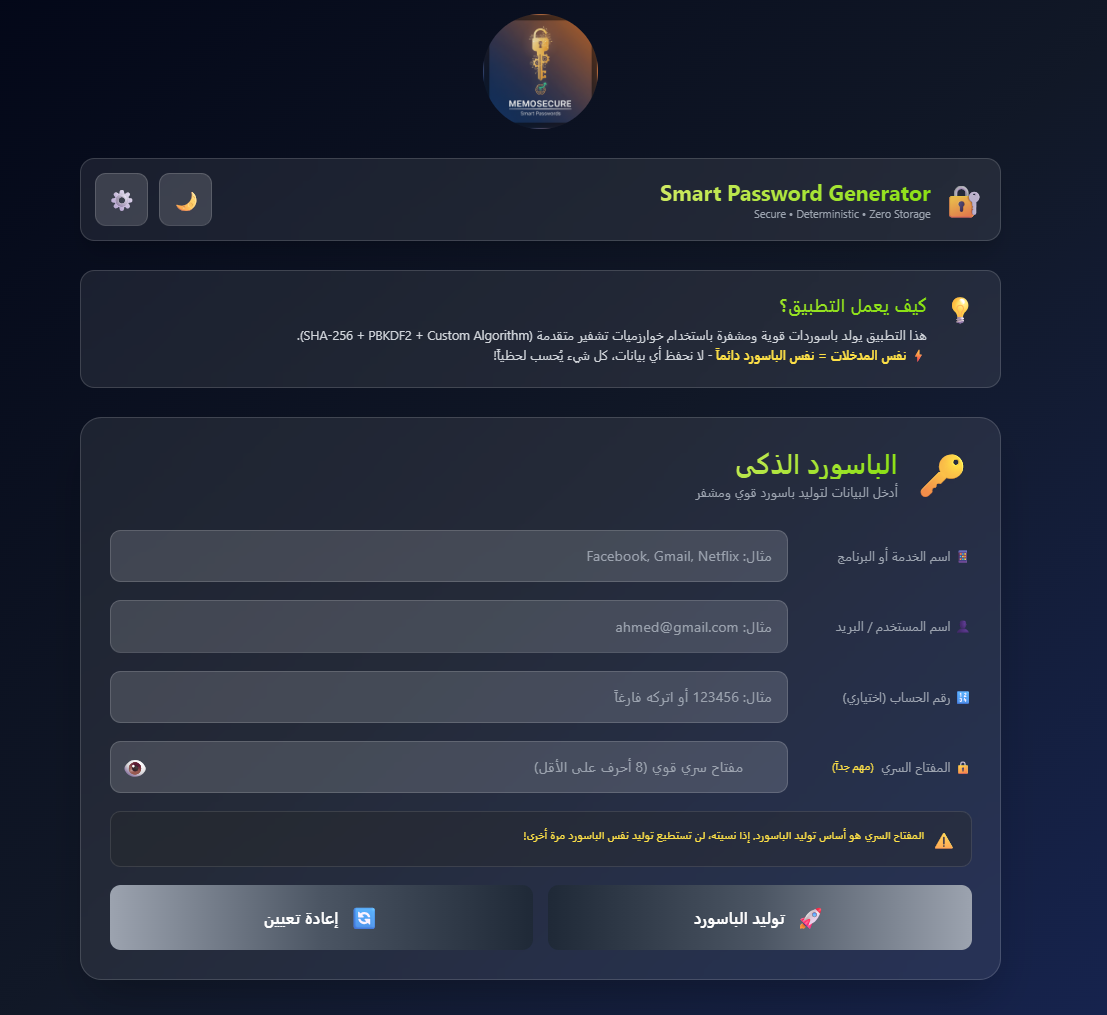 MEMOSECURE
Smart Passwords
Smart Password Generator
Secure • Deterministic • Zero Storage
كيف يعمل التطبيق؟
هذا التطبيق يولد باسوردات قوية ومشفرة باستخدام خوارزميات تشفير متقدمة (SHA-256 + PBKDF2 + Custom Algorithm).
نفس المدخلات = نفس الباسورد دائماً - لا نحفظ أي بيانات، كل شيء يُحسب لحظياً!
الباسورد الذكي
أدخل البيانات لتوليد باسورد قوي ومشفر
اسم الخدمة أو البرنامج
مثال: Facebook, Gmail, Netflix
اسم المستخدم / البريد
مثال: ahmed@gmail.com
رقم الحساب (اختياري)
مثال: 123456 أو اتركه فارغاً
المفتاح السري (مهم جداً)
مفتاح سري قوي (8 أحرف على الأقل)
المفتاح السري هو أساس توليد الباسورد. إذا نسيته، لن تستطيع توليد نفس الباسورد مرة أخرى!
توليد الباسورد
إعادة تعيين